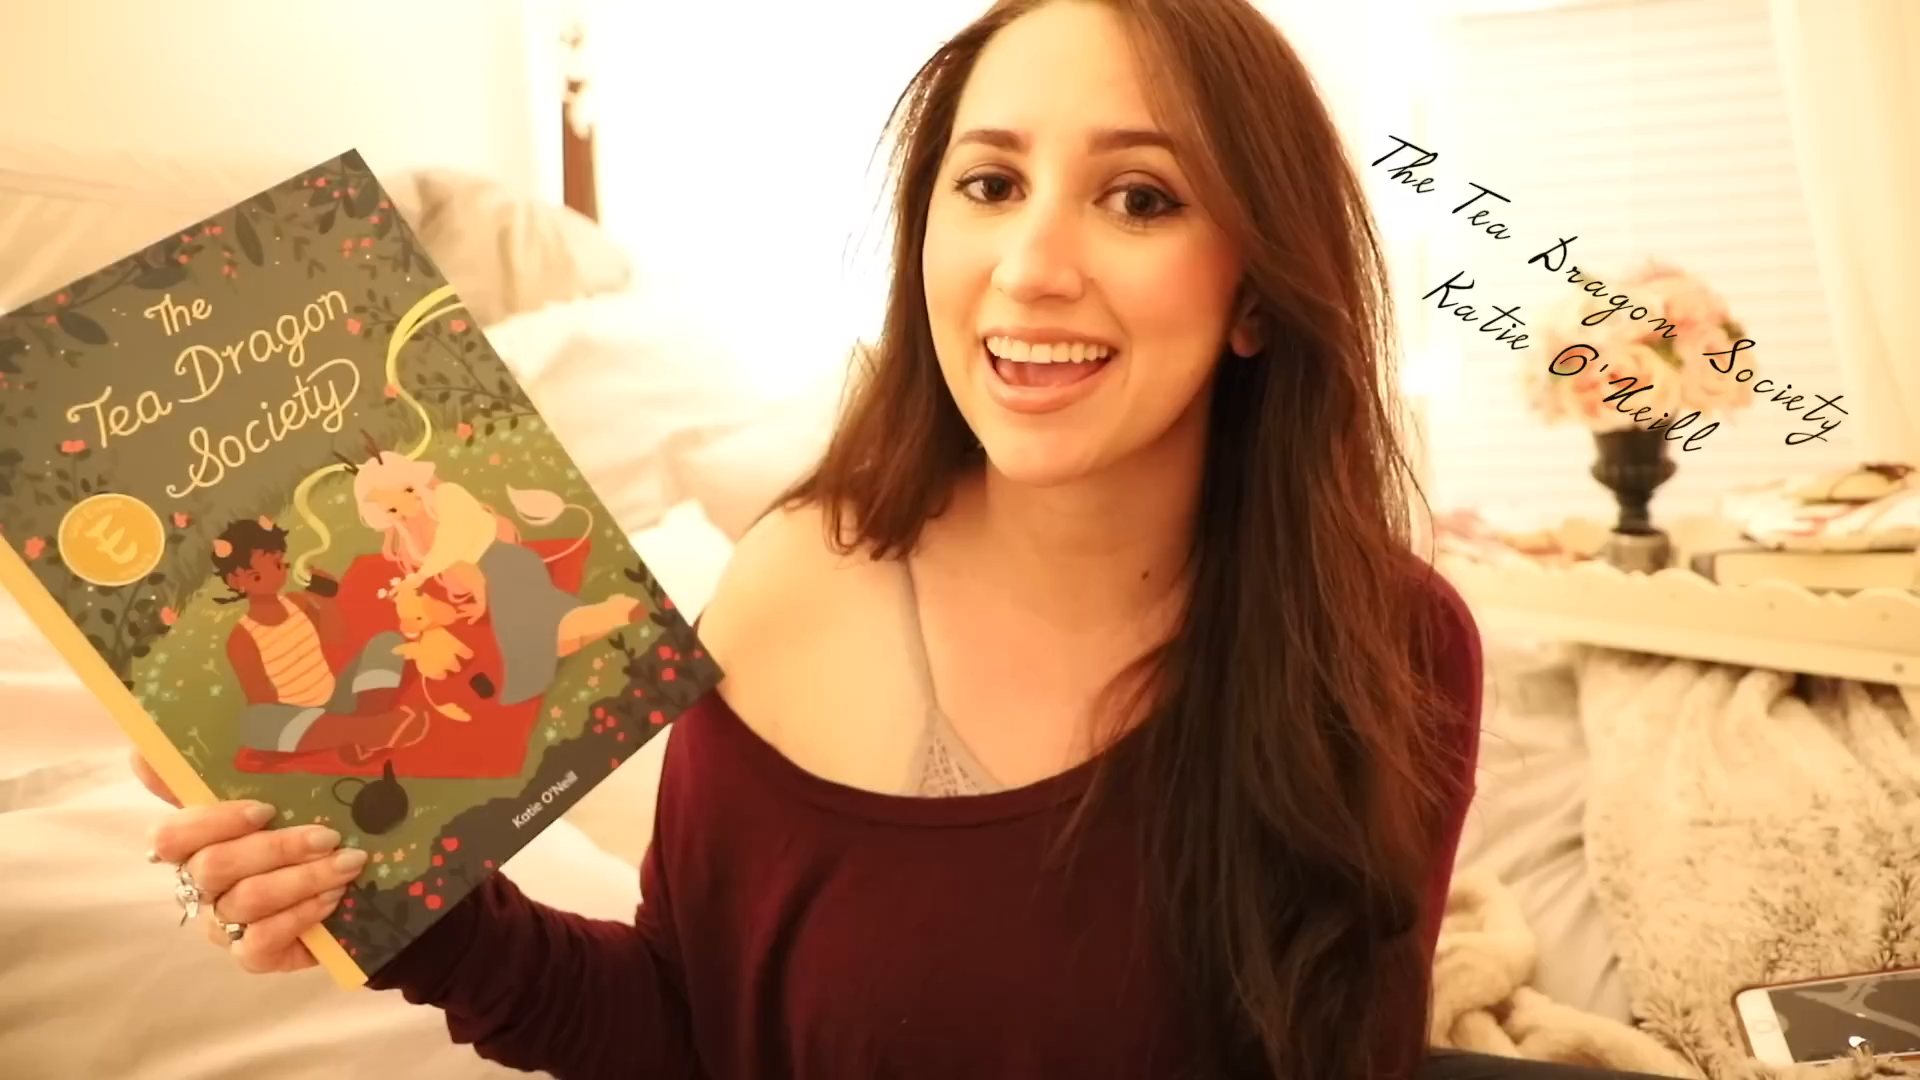 The
Tea Dragon
Society
Katie O'Neill
The Tea Dragon Society
Katie O'Neill